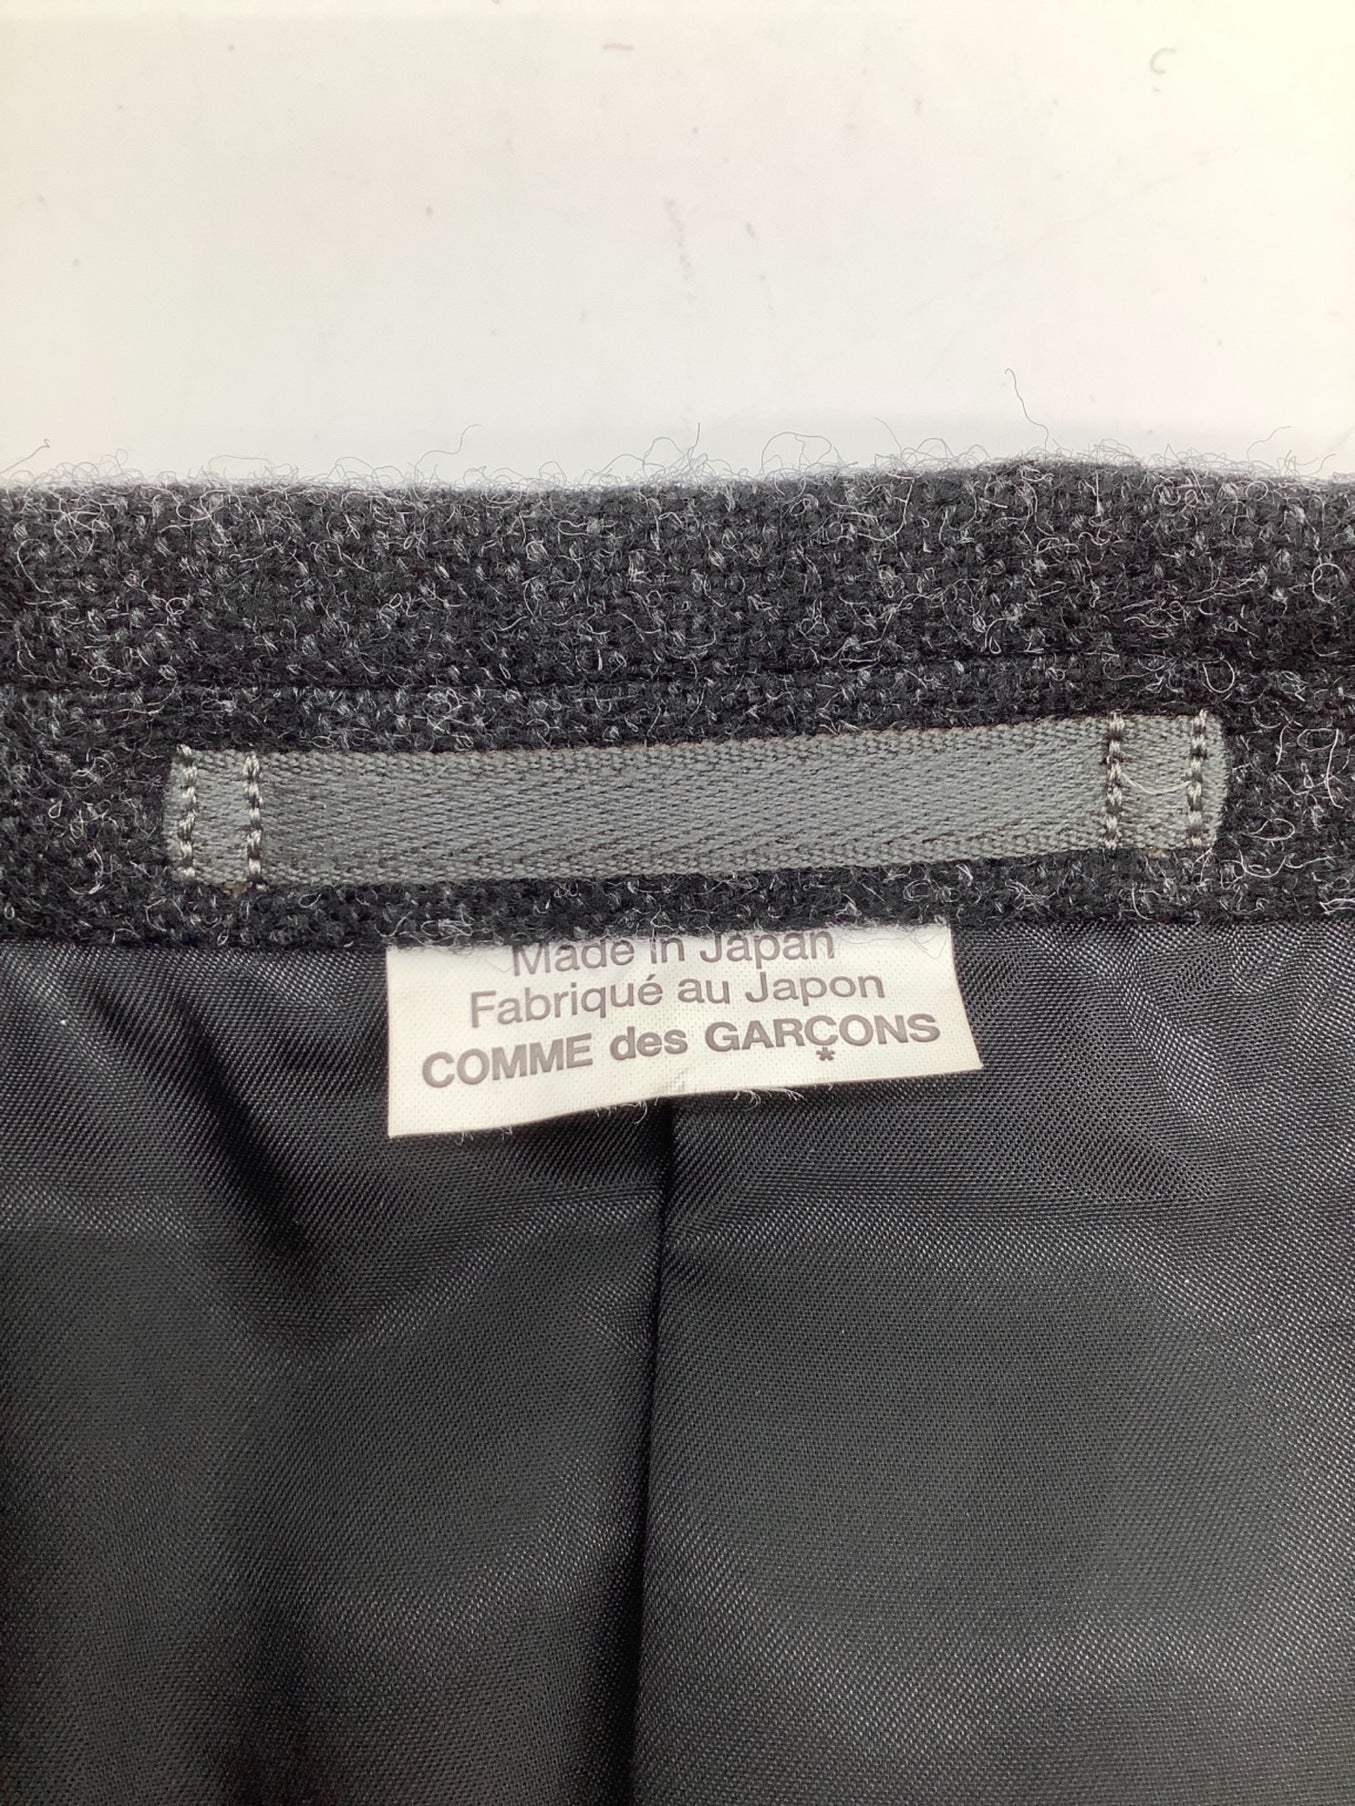 Made in Japan
Fabriqué au Japon
COMME des GARÇONS
*